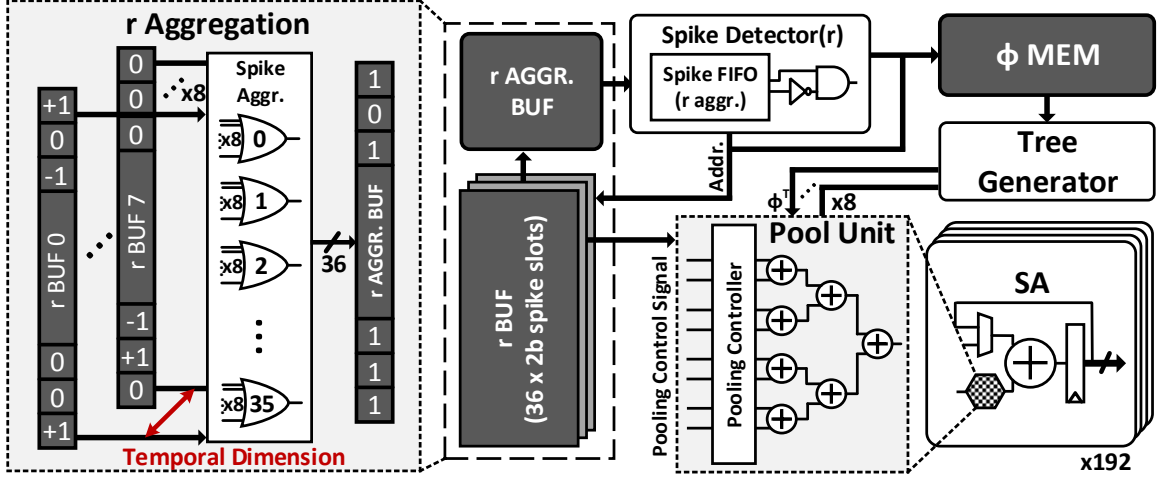 r Aggregation
+1
0
-1
r BUF 0
0
0
+1
0
0
0
r BUF 7
-1
+1
0
x8
Spike
Aggr.
x8 0
x8 1
x8 2
x8 35
Temporal Dimension
36
1
0
1
r AGGR. BUF
1
1
1
r AGGR.
BUF
r BUF
(36 x 2b spike slots)
Spike Detector(r)
Spike FIFO
(r aggr.)
Addr.
ϕ MEM
Tree
Generator
ϕᵀ
x8
Pool Unit
Pooling Control Signal
Pooling Controller
SA
x192